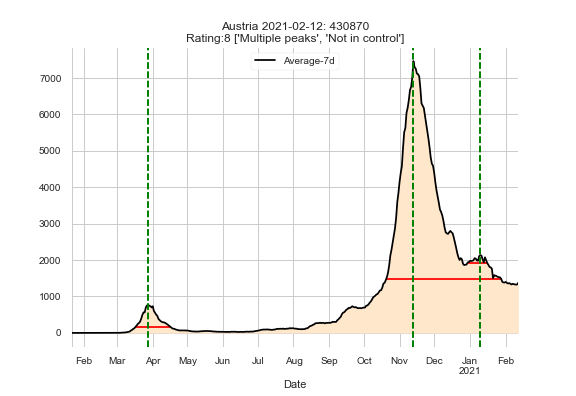 Austria 2021-02-12: 430870
Rating:8 ['Multiple peaks', 'Not in control']
Average-7d
7000
6000
5000
4000
3000
2000
1000
0
Feb Mar Apr May Jun Jul Aug Sep Oct Nov Dec Jan Feb
2021
Date